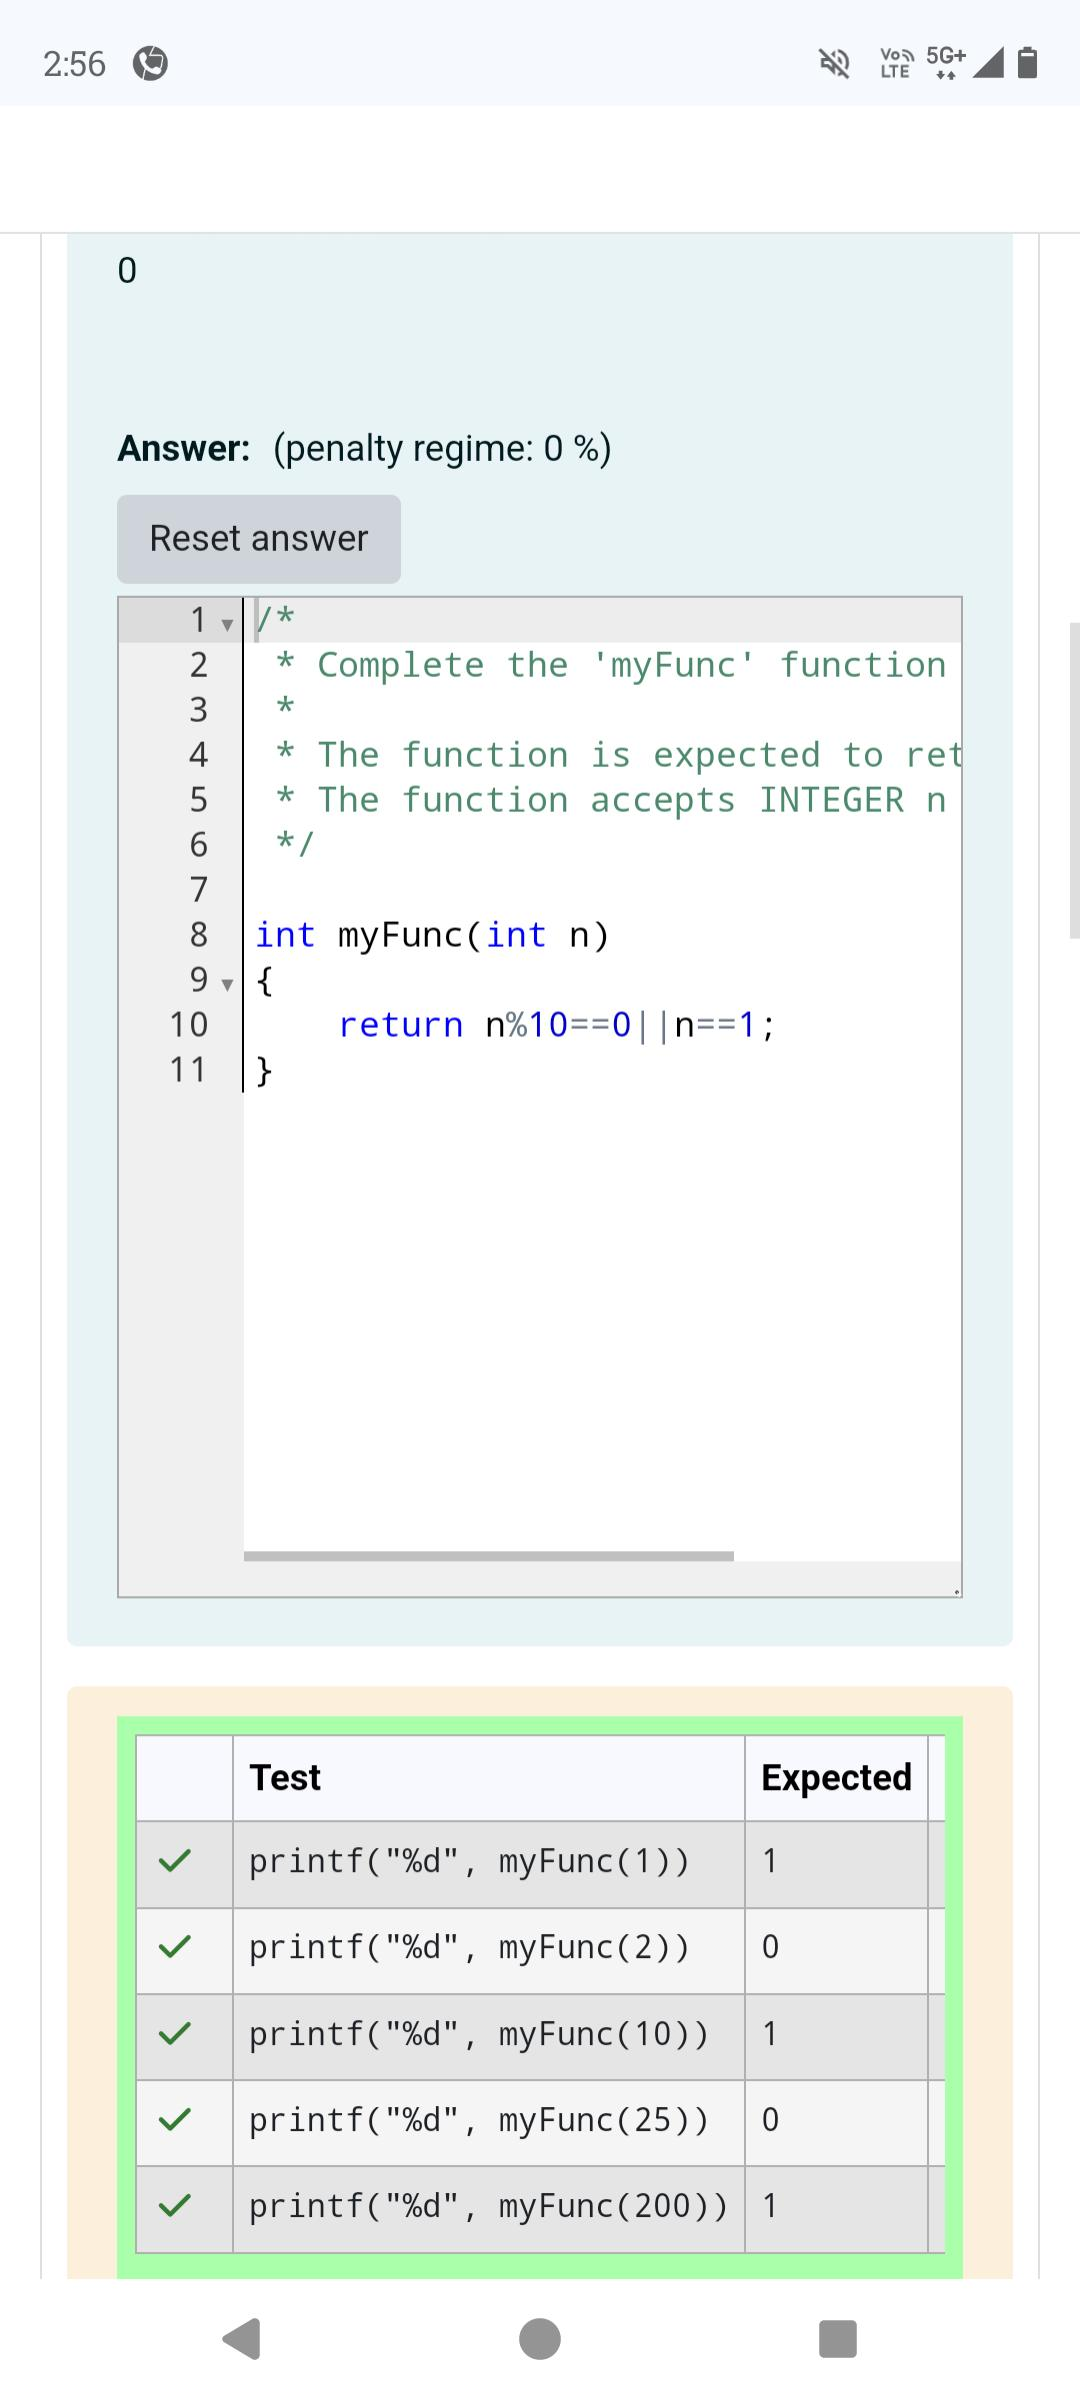 2:56
Vo LTE 5G+
0
Answer: (penalty regime: 0 %)
Reset answer
1 /*
2  * Complete the 'myFunc' function
3  *
4  * The function is expected to ret
5  * The function accepts INTEGER n
6  */
7
8 int myFunc(int n)
9 {
10     return n%10==0||n==1;
11 }
Test Expected
printf("%d", myFunc(1)) 1
printf("%d", myFunc(2)) 0
printf("%d", myFunc(10)) 1
printf("%d", myFunc(25)) 0
printf("%d", myFunc(200)) 1